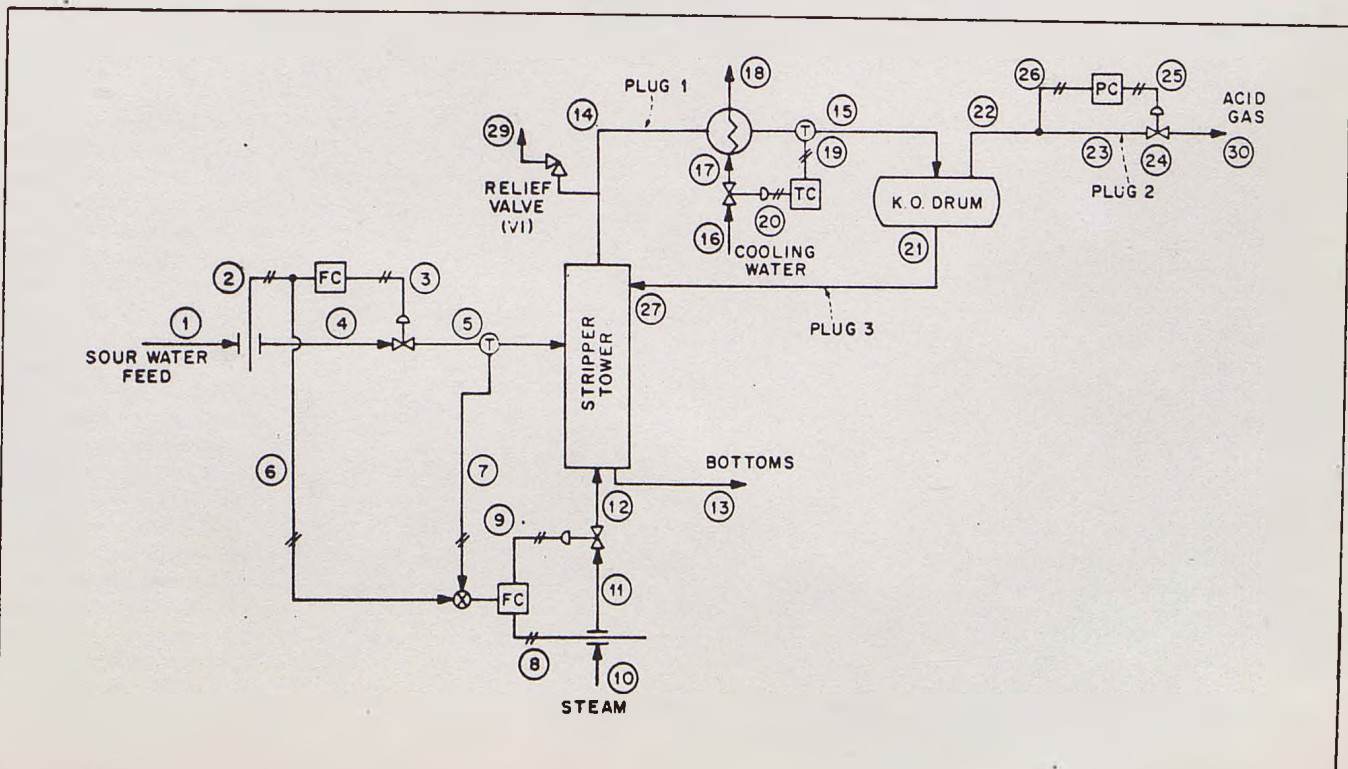 18
26
PC
25
PLUG 1
ACID
GAS
14
15
22
29
17
19
23
24
30
RELIEF
VALVE
(VI)
TC
K.O. DRUM
PLUG 2
20
16
COOLING
WATER
21
2
FC
3
27
PLUG 3
1
4
5
T
T
SOUR WATER
FEED
STRIPPER
TOWER
6
7
BOTTOMS
12
13
9
FC
11
8
10
STEAM